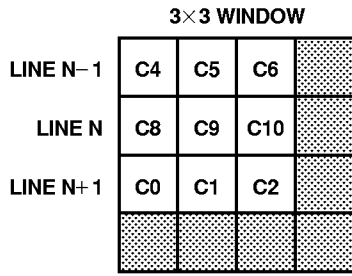 3×3 WINDOW
LINE N−1 C4 C5 C6
LINE N C8 C9 C10
LINE N+1 C0 C1 C2